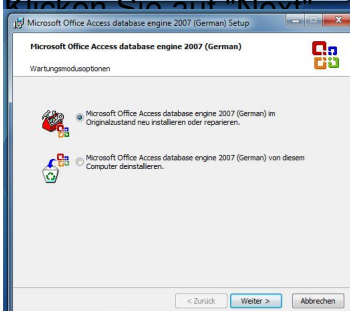 Klicken Sie auf "Next"
Microsoft Office Access database engine 2007 (German) Setup
Microsoft Office Access database engine 2007 (German)
Wartungsmodusoptionen
Microsoft Office Access database engine 2007 (German) im
Originalzustand neu installieren oder reparieren.
Microsoft Office Access database engine 2007 (German) von diesem
Computer deinstallieren.
< Zurück
Weiter >
Abbrechen